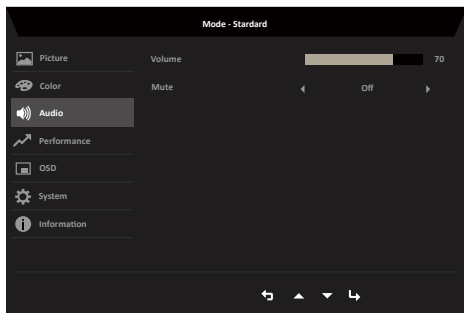 Mode - Stardard
Picture
Volume 70
Color
Mute Off
Audio
Performance
OSD
System
Information